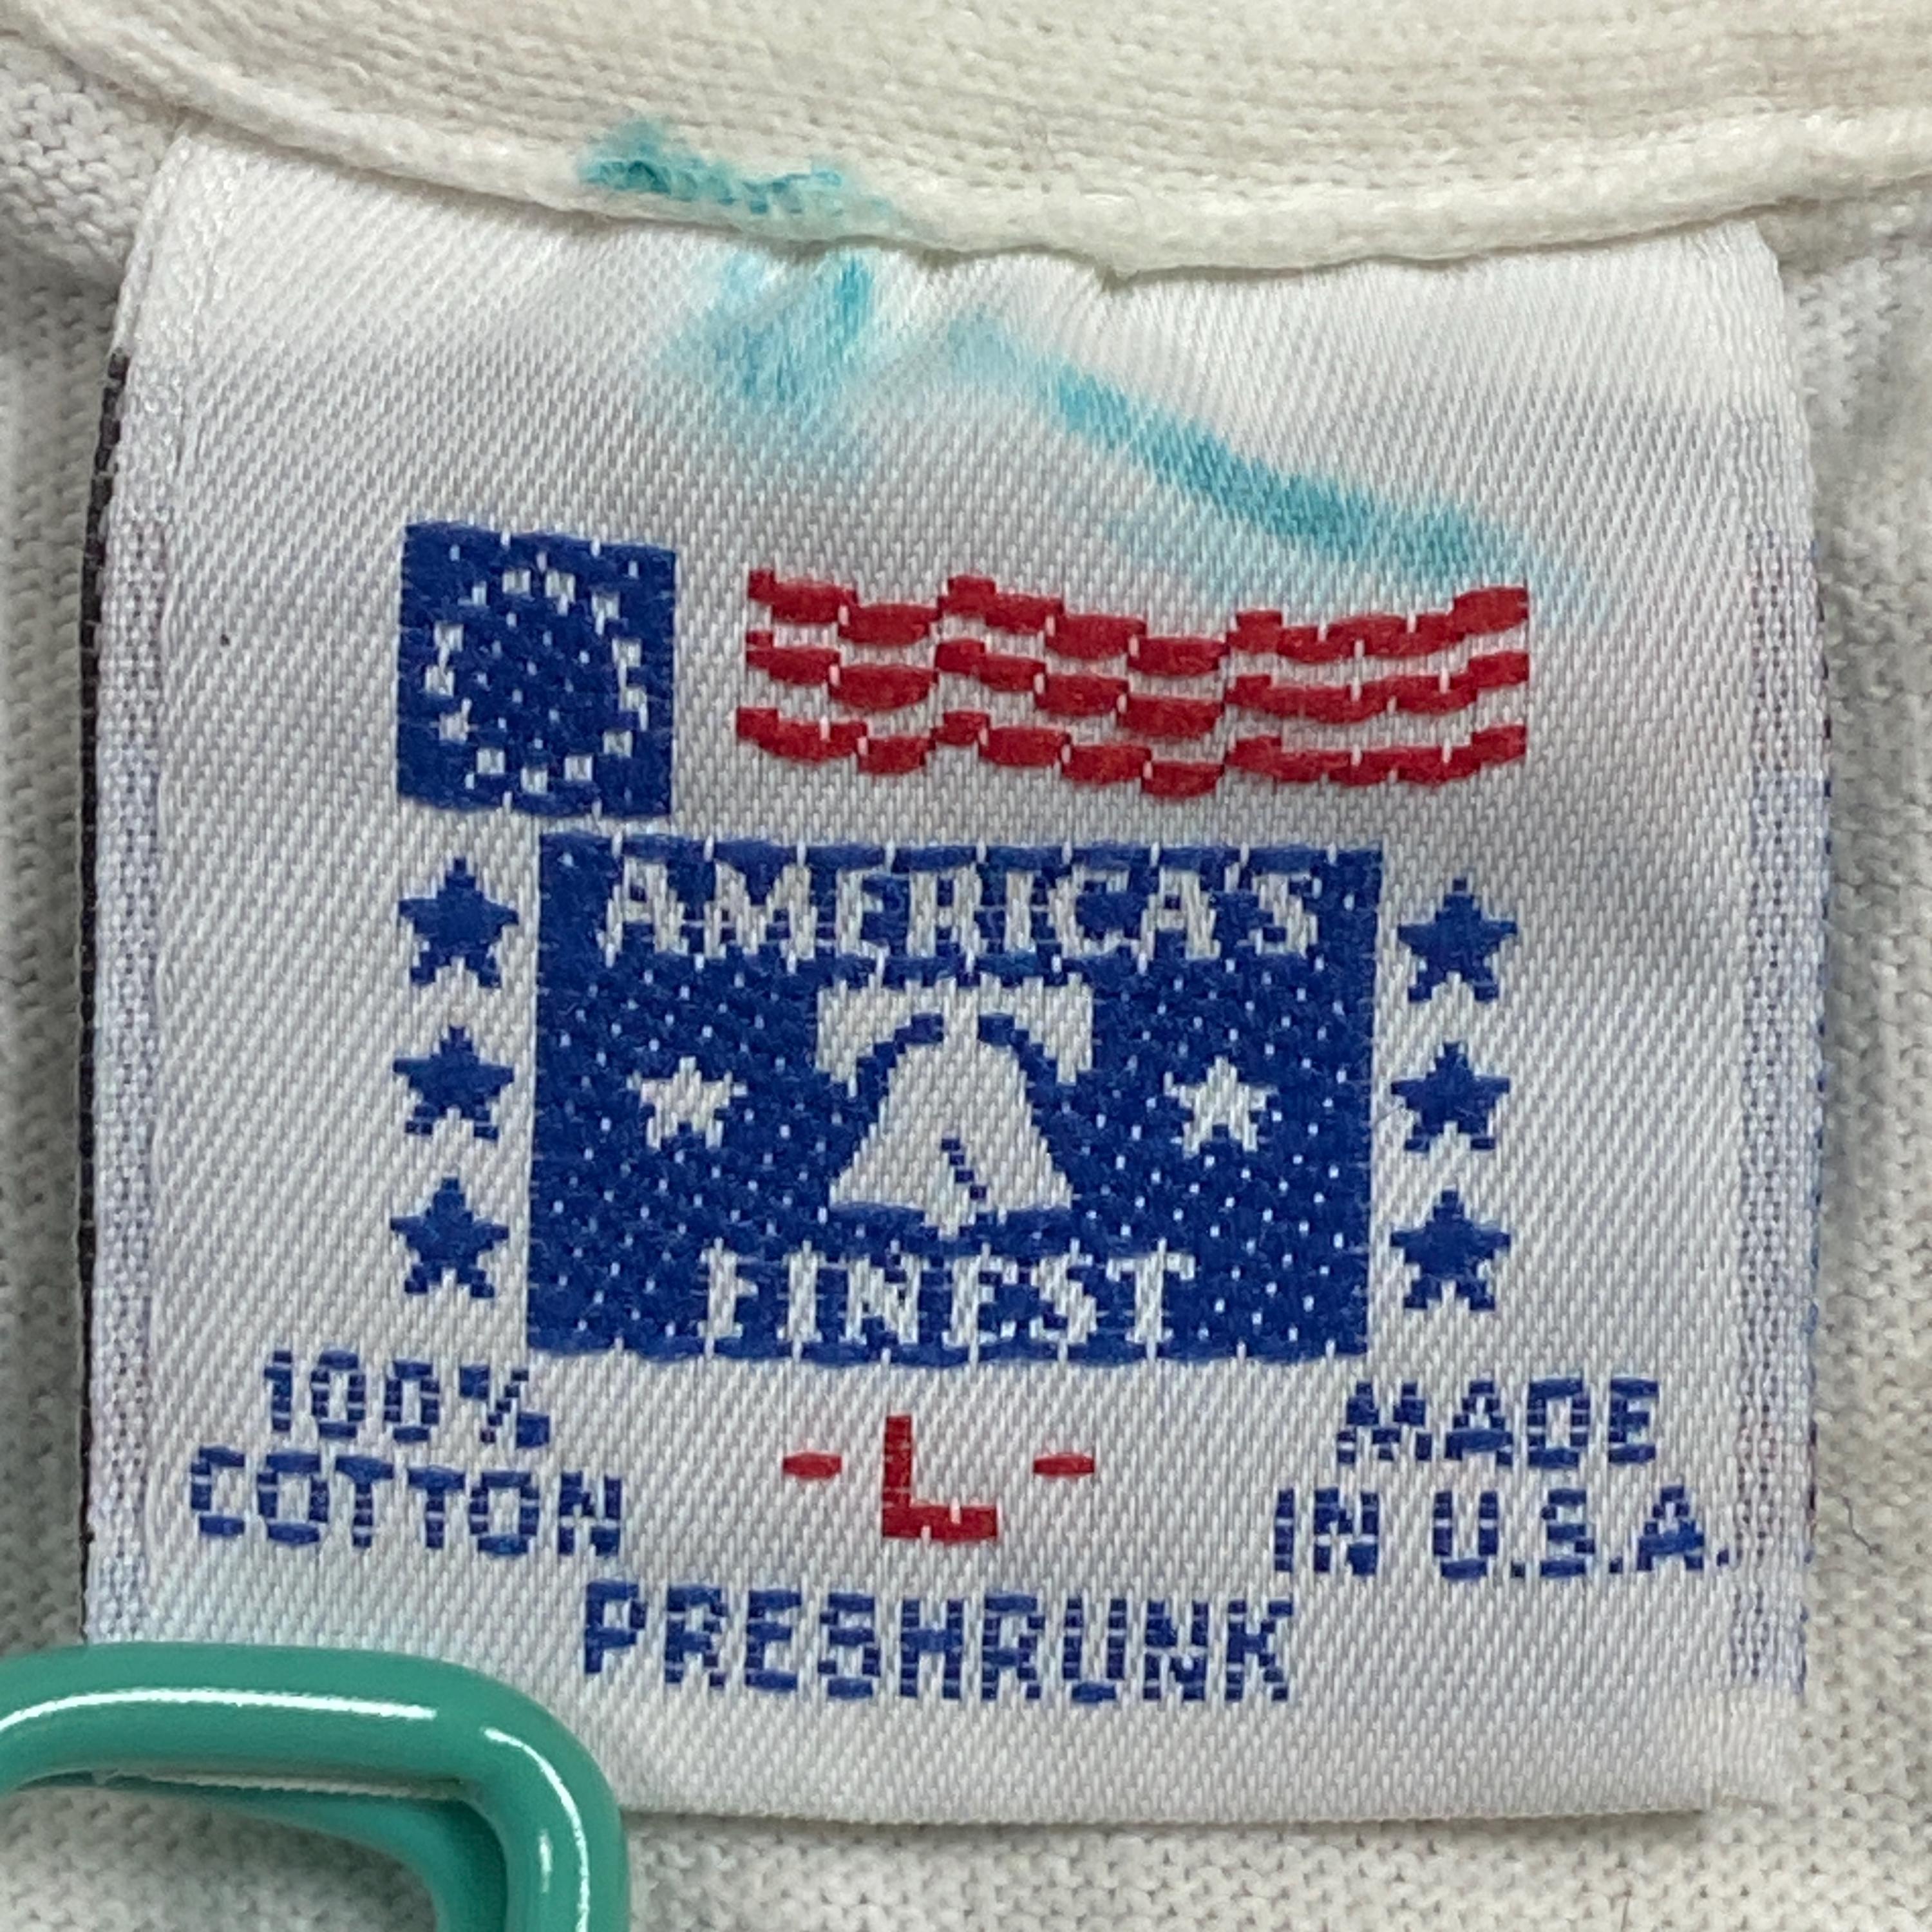 AMERICA'S
FINEST
100%
COTTON
- L -
MADE
IN U.S.A.
PRESHRUNK